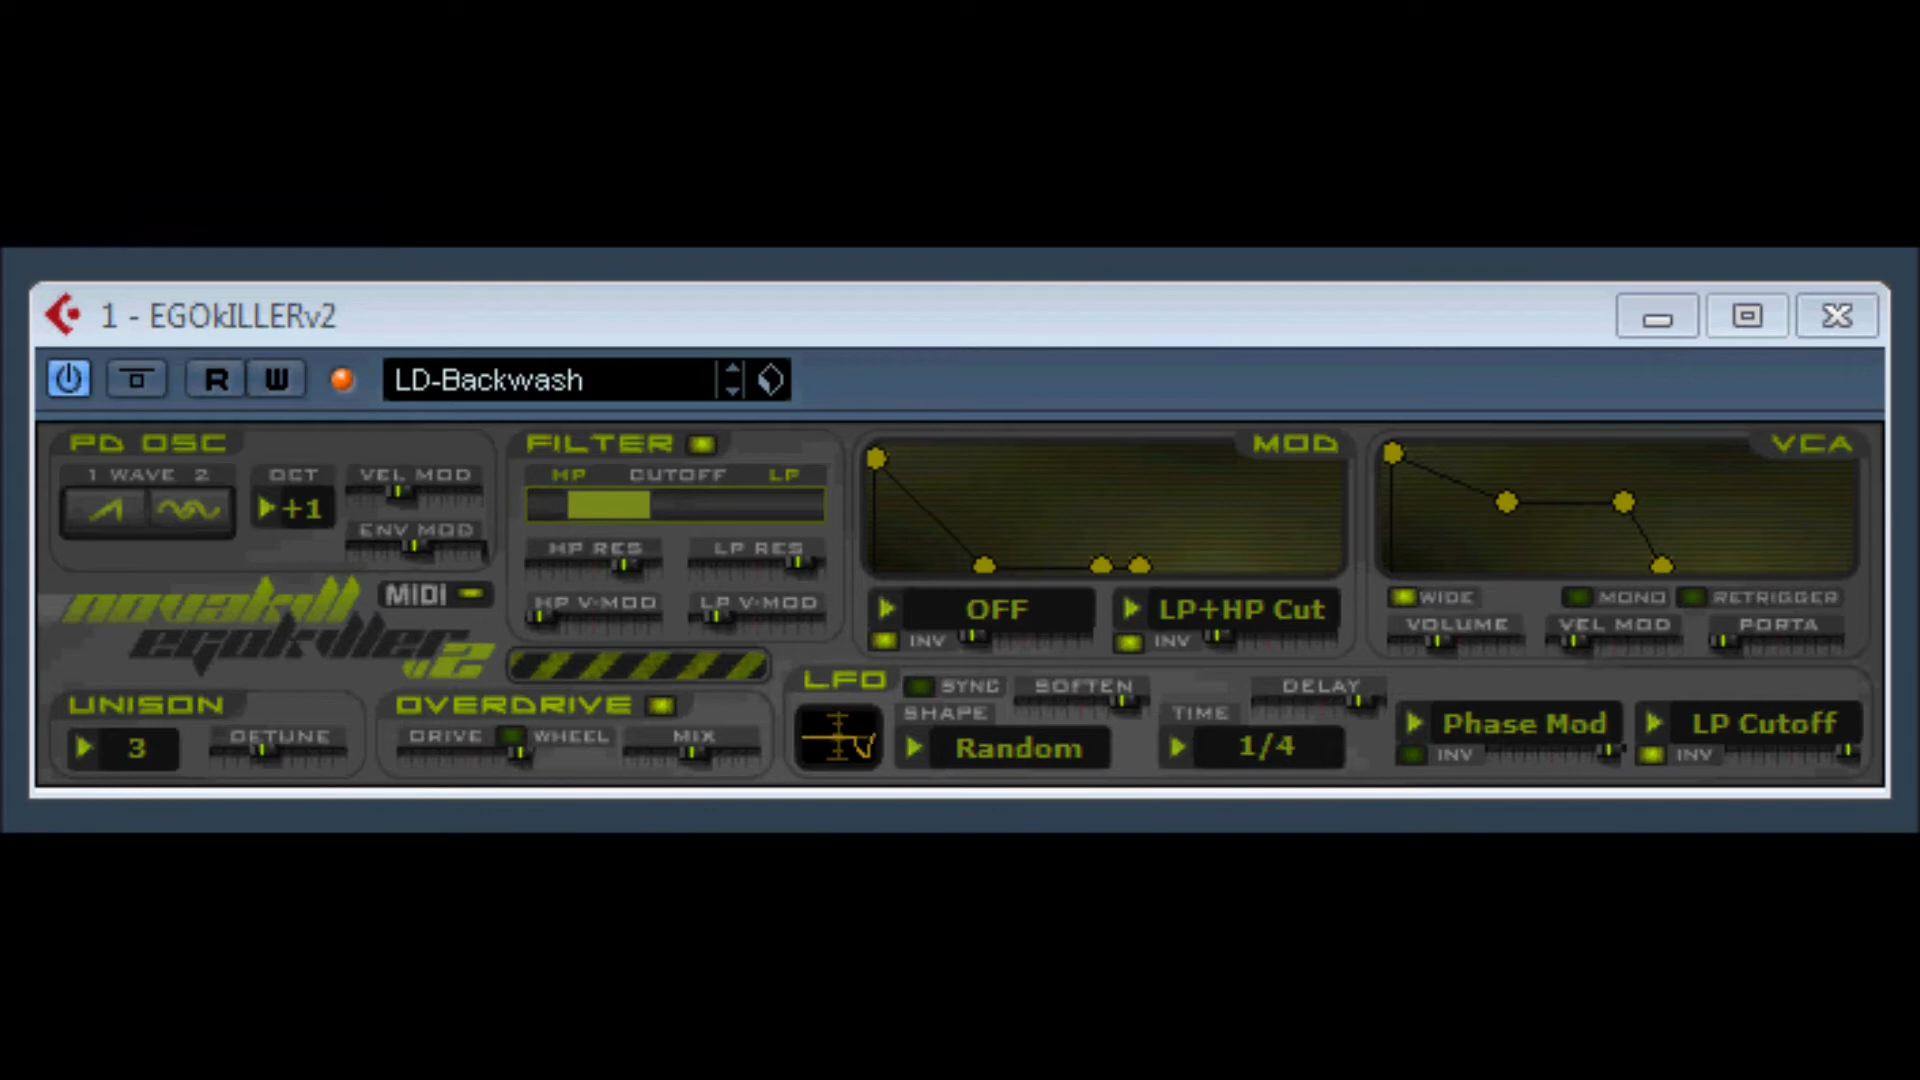 1 - EGOkILLERv2
R W LD-Backwash
PD OSC
1 WAVE 2 OCT VEL MOD
+1
ENV MOD
FILTER
HP CUTOFF LP
HP RES LP RES
HP V-MOD LP V-MOD
MOD
OFF LP+HP Cut
INV INV
VCA
WIDE MONO RETRIGGER
VOLUME VEL MOD PORTA
novakill MIDI
egokiller
v2
UNISON
3 DETUNE
OVERDRIVE
DRIVE WHEEL MIX
LFO SYNC SOFTEN DELAY
SHAPE TIME
Random 1/4
Phase Mod LP Cutoff
INV INV